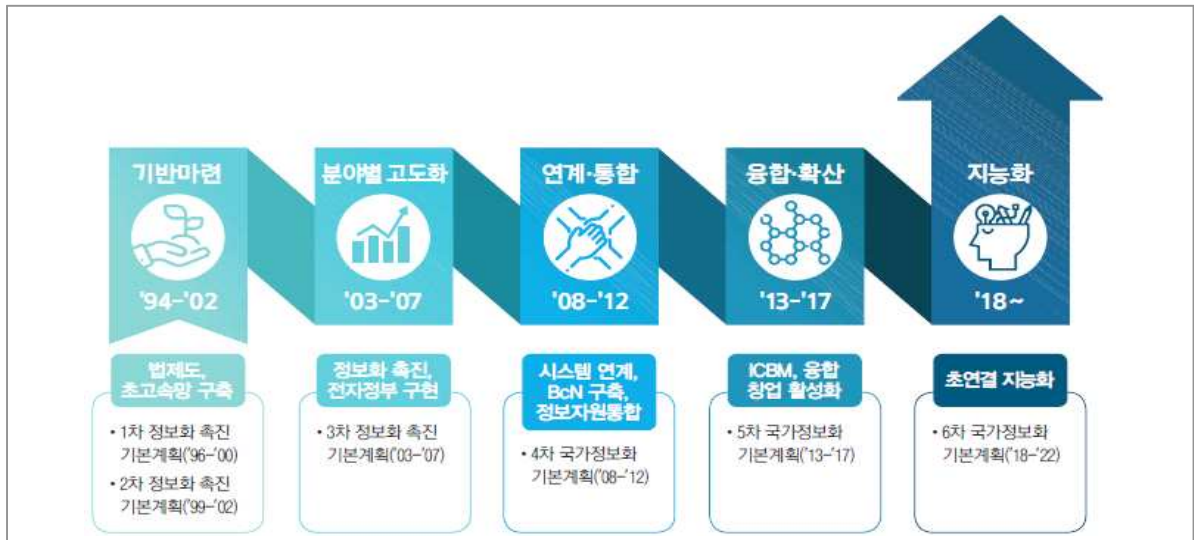 기반마련
'94-'02
분야별 고도화
'03-'07
연계·통합
'08-'12
융합·확산
'13-'17
지능화
'18~
법제도,
초고속망 구축
• 1차 정보화 촉진
기본계획('96-'00)
• 2차 정보화 촉진
기본계획('99-'02)
정보화 촉진,
전자정부 구현
• 3차 정보화 촉진
기본계획('03-'07)
시스템 연계,
BcN 구축,
정보자원통합
• 4차 국가정보화
기본계획('08-'12)
ICBM, 융합
창업 활성화
• 5차 국가정보화
기본계획('13-'17)
초연결 지능화
• 6차 국가정보화
기본계획('18-'22)